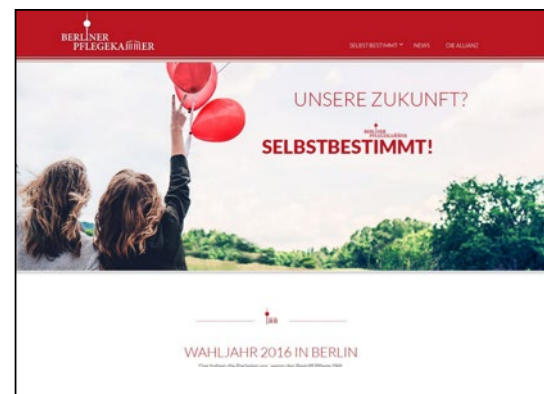 BERLINER
PFLEGEKAMMER
SELBSTBESTIMMT NEWS DIE ALLIANZ
UNSERE ZUKUNFT?
BERLINER
PFLEGEKAMMER
SELBSTBESTIMMT!
WAHLJAHR 2016 IN BERLIN